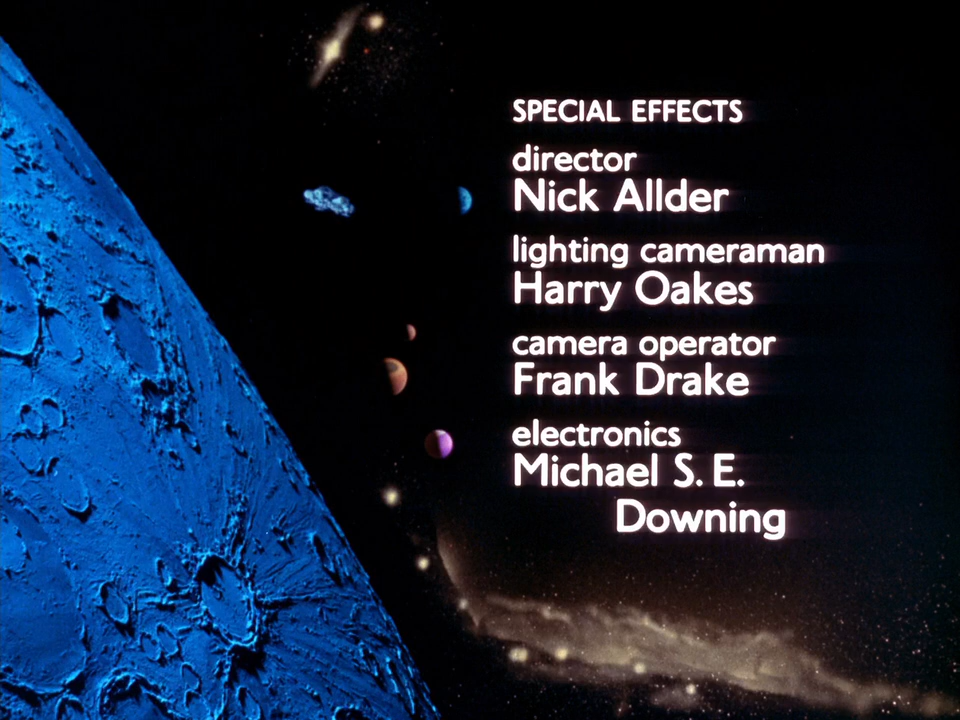 SPECIAL EFFECTS
director
Nick Allder
lighting cameraman
Harry Oakes
camera operator
Frank Drake
electronics
Michael S. E.
Downing